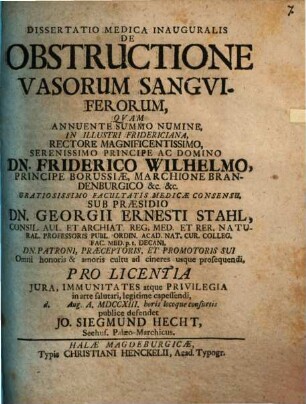 7
DISSERTATIO MEDICA INAUGURALIS
DE
OBSTRUCTIONE
VASORUM SANGVI-
FERORUM,
QVAM
ANNUENTE SUMMO NUMINE,
IN ILLUSTRI FRIDERICIANA,
RECTORE MAGNIFICENTISSIMO,
SERENISSIMO PRINCIPE AC DOMINO
DN. FRIDERICO WILHELMO,
PRINCIPE BORUSSIÆ, MARCHIONE BRAN-
DENBURGICO &c. &c.
GRATIOSISSIMO FACULTATIS MEDICÆ CONSENSU,
SUB PRÆSIDIO
DN. GEORGII ERNESTI STAHL,
CONSIL. AUL. ET ARCHIAT. REG. MED. ET RER. NATU-
RAL. PROFESSORIS PUBL. ORDIN. ACAD. NAT. CUR. COLLEG.
FAC. MED. p. t. DECANI,
DN. PATRONI, PRÆCEPTORIS, ET PROMOTORIS SUI
Omni honoris & amoris cultu ad cineres usque prosequendi,
PRO LICENTIA
JURA, IMMUNITATES atque PRIVILEGIA
in arte salutari, legitime capessendi,
d. Aug. A. MDCCXIII. horis locoque consuetis
publice defendet
JO. SIEGMUND HECHT,
Seehus. Palæo-Marchicus.
HALÆ MAGDEBURGICÆ,
Typis CHRISTIANI HENCKELII, Acad. Typogr.